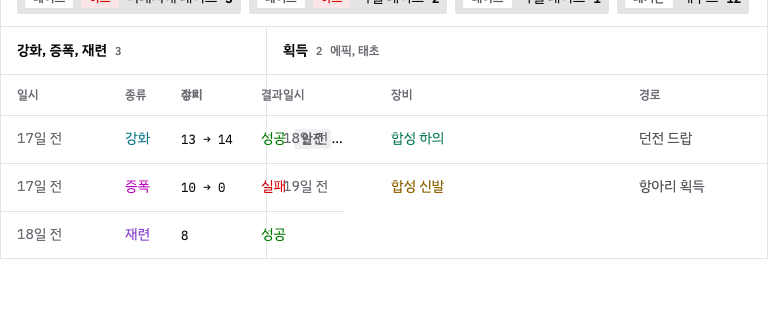 강화, 증폭, 재련 3
획득 2 에픽, 태초
일시 종류 결과 일시 장비 경로
17일 전 강화 13 → 14 성공 18일 전 ... 합성 하의 던전 드랍
17일 전 증폭 10 → 0 실패 19일 전 합성 신발 항아리 획득
18일 전 재련 8 성공